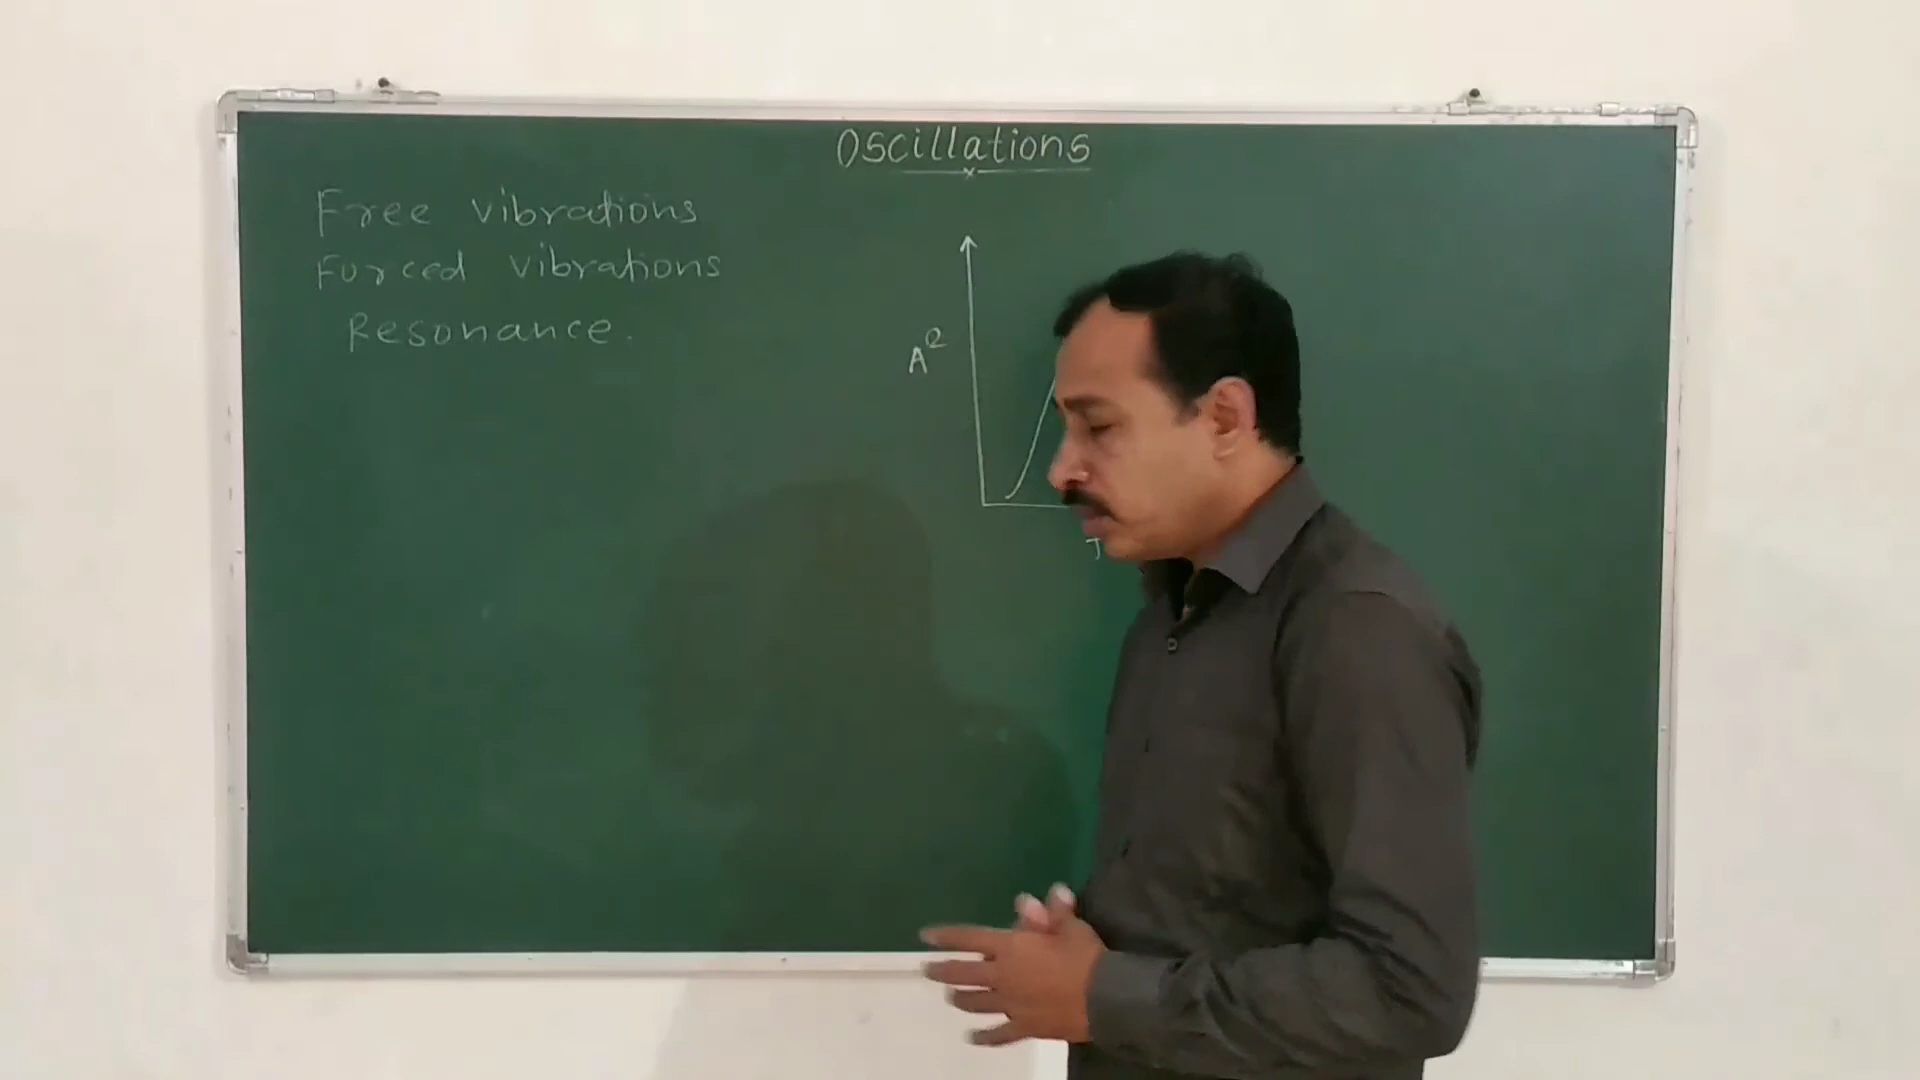 Oscillations
Free vibrations
Forced vibrations
Resonance.
A²